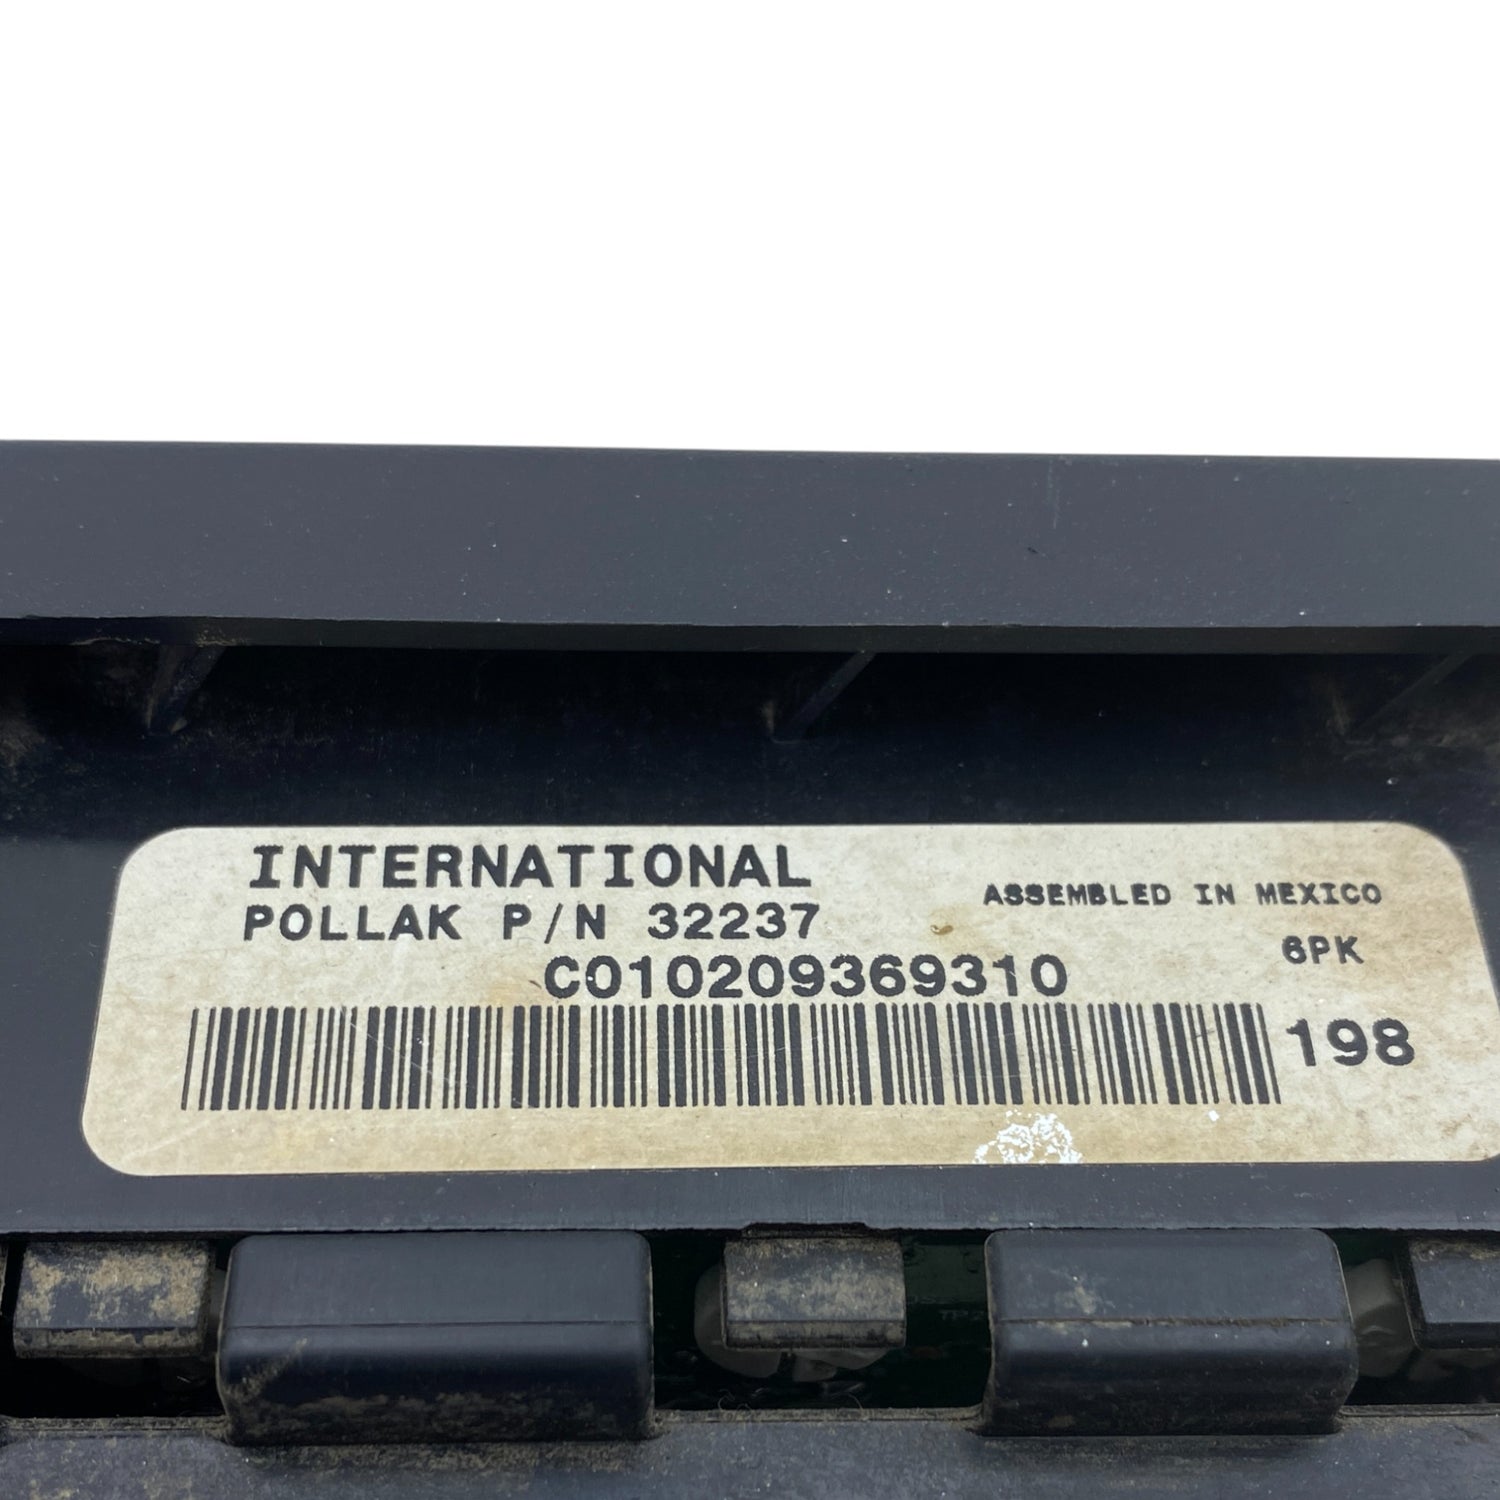 INTERNATIONAL
POLLAK P/N 32237
ASSEMBLED IN MEXICO
6PK
C010209369310
198